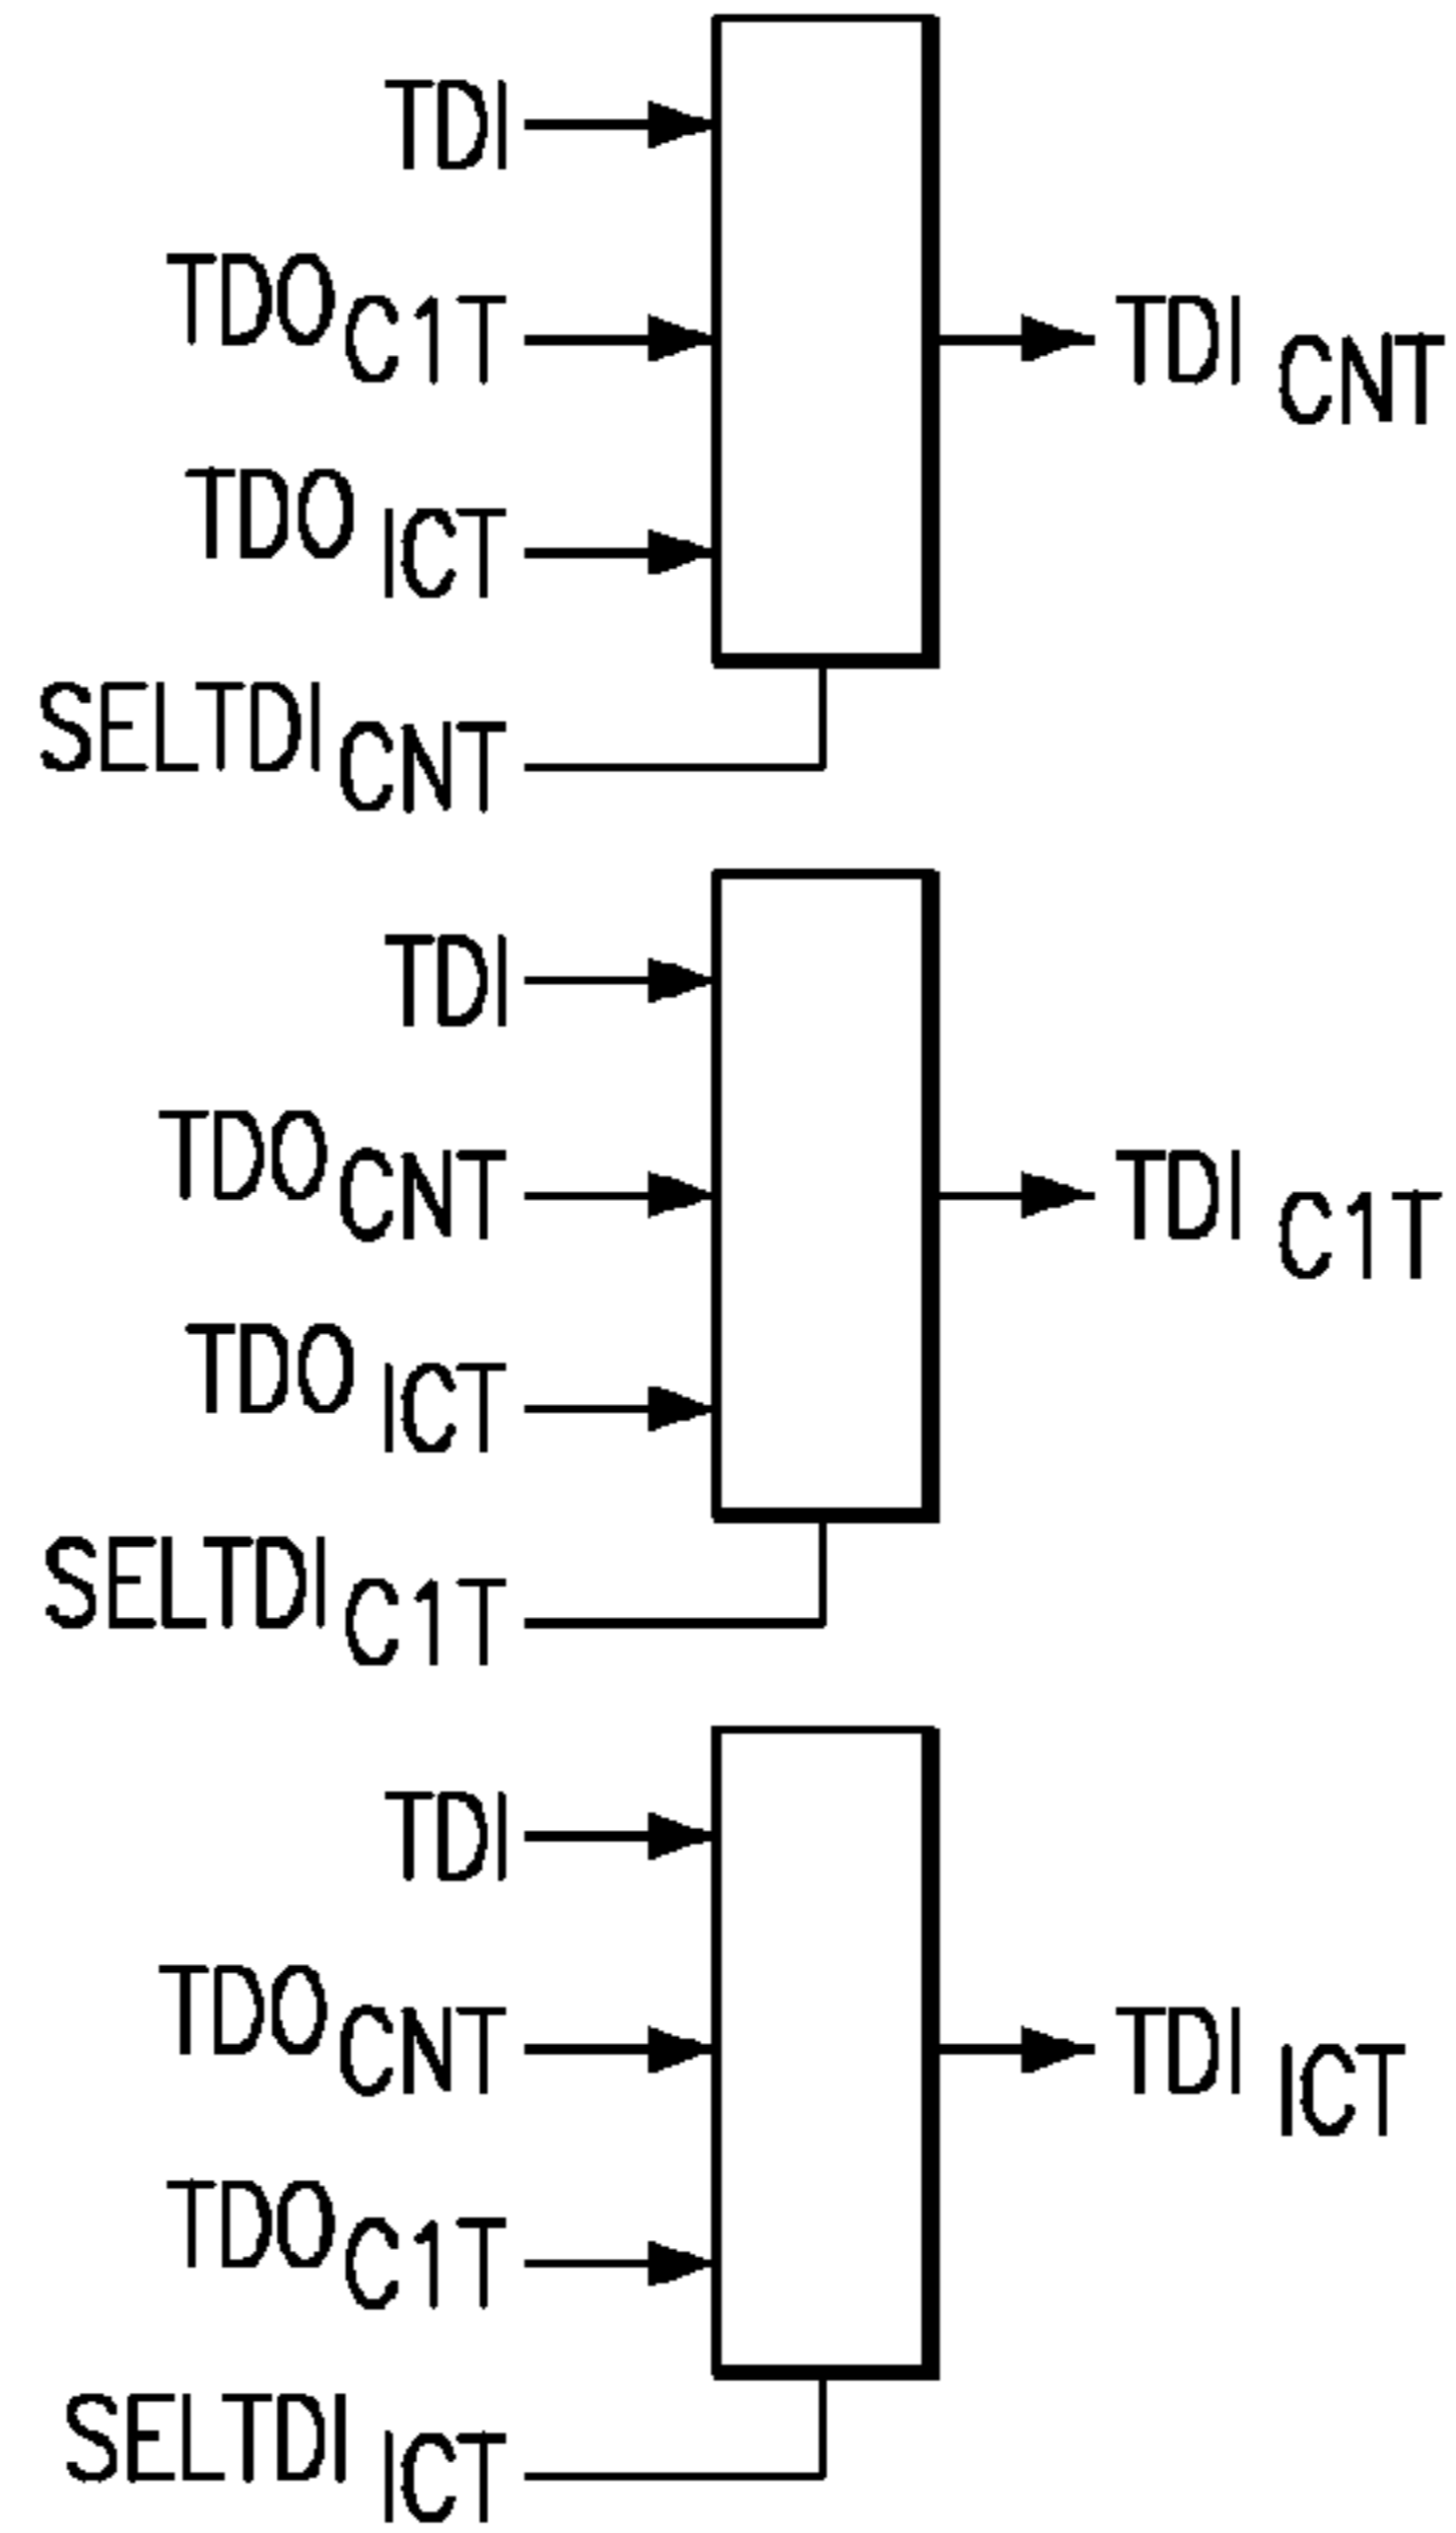 TDI
TDO C1T
TDI CNT
TDO ICT
SELTDI CNT
TDI
TDO CNT
TDI C1T
TDO ICT
SELTDI C1T
TDI
TDO CNT
TDI ICT
TDO C1T
SELTDI ICT